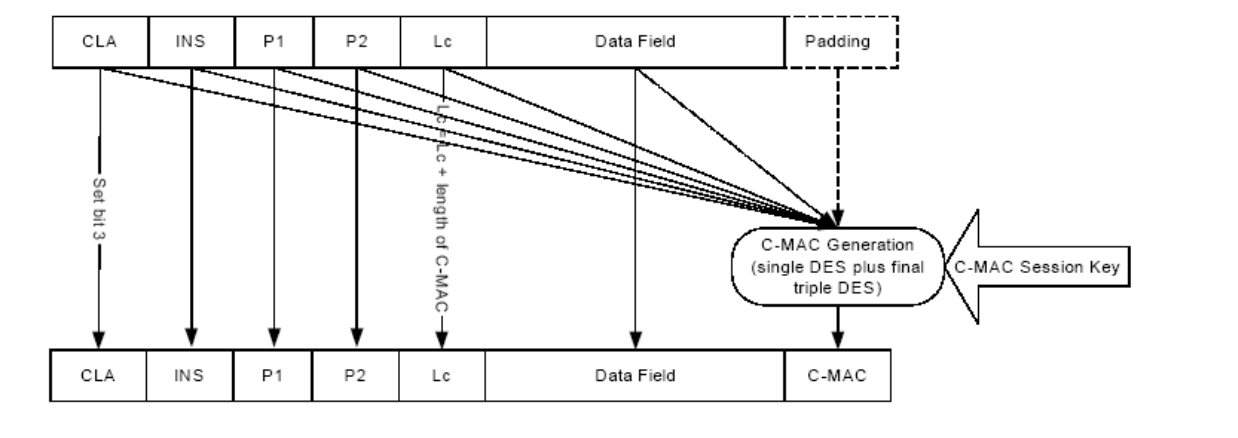 CLA INS P1 P2 Lc Data Field Padding
Set bit 3
Lc = Lc + length of C-MAC
C-MAC Generation
(single DES plus final
triple DES)
C-MAC Session Key
CLA INS P1 P2 Lc Data Field C-MAC